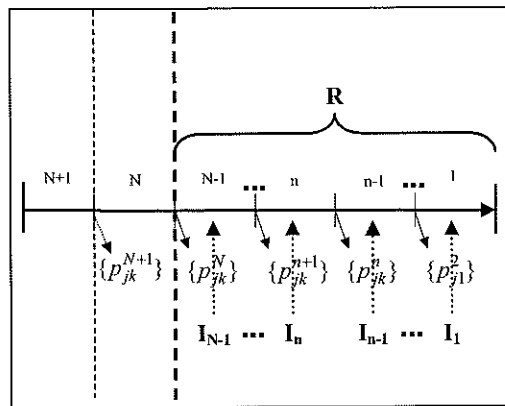 R
N+1 N N-1 ... n n-1 ... 1
{p_{jk}^{N+1}} {p_{jk}^{N}} {p_{jk}^{n+1}} {p_{jk}^{n}} {p_{j1}^{2}}
I_{N-1} ... I_n I_{n-1} ... I_1